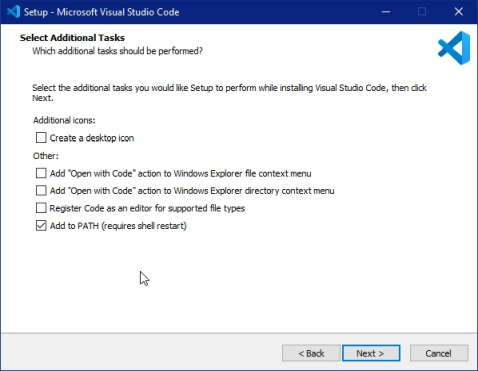 Setup - Microsoft Visual Studio Code
Select Additional Tasks
Which additional tasks should be performed?
Select the additional tasks you would like Setup to perform while installing Visual Studio Code, then click
Next.
Additional icons:
Create a desktop icon
Other:
Add "Open with Code" action to Windows Explorer file context menu
Add "Open with Code" action to Windows Explorer directory context menu
Register Code as an editor for supported file types
Add to PATH (requires shell restart)
< Back
Next >
Cancel